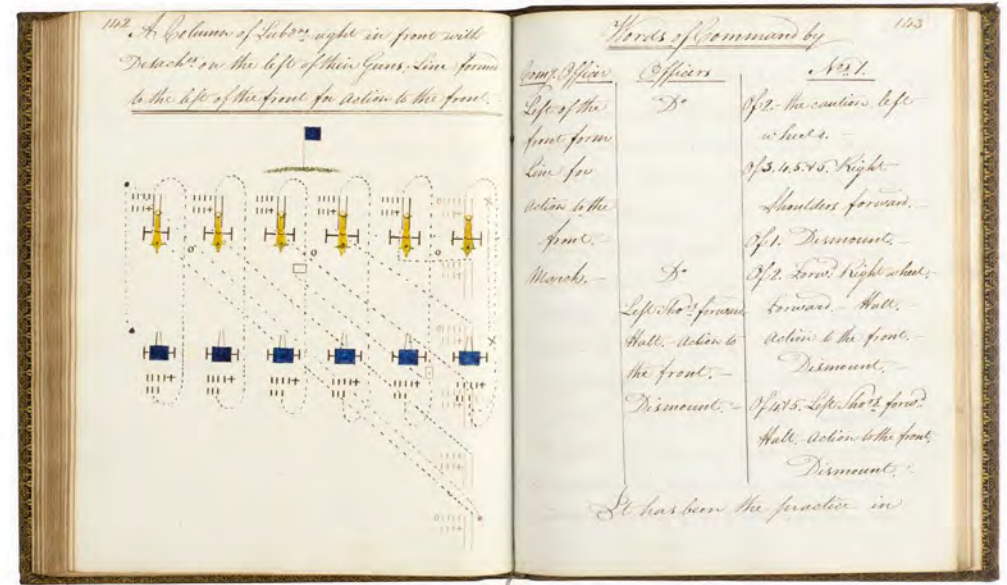 142
A Column of Subdns. right in front with
Detachts. on the left of their Guns, Line formed
to the left of the front for Action to the front.
143
Words of Command by
Comg. Officer
Left of the
front form
Line for
Action to the
front. -
March. -
Officers
Do
Do
Left Shors. forward
Halt. - Action to
the front. -
Dismount. -
Nos. 1.
Of 2. - the caution left
wheel. -
Of 3. 4. 5. & 6. Right
Shoulders forward. -
Of 1. Dismount. -
Of 2. Forwd. Right wheel. -
Forward. - Halt. -
Action to the front. -
Dismount. -
Of 4. & 5. Left Shors. forwd.
Halt. - Action to the front. -
Dismount. -
It has been the practice in